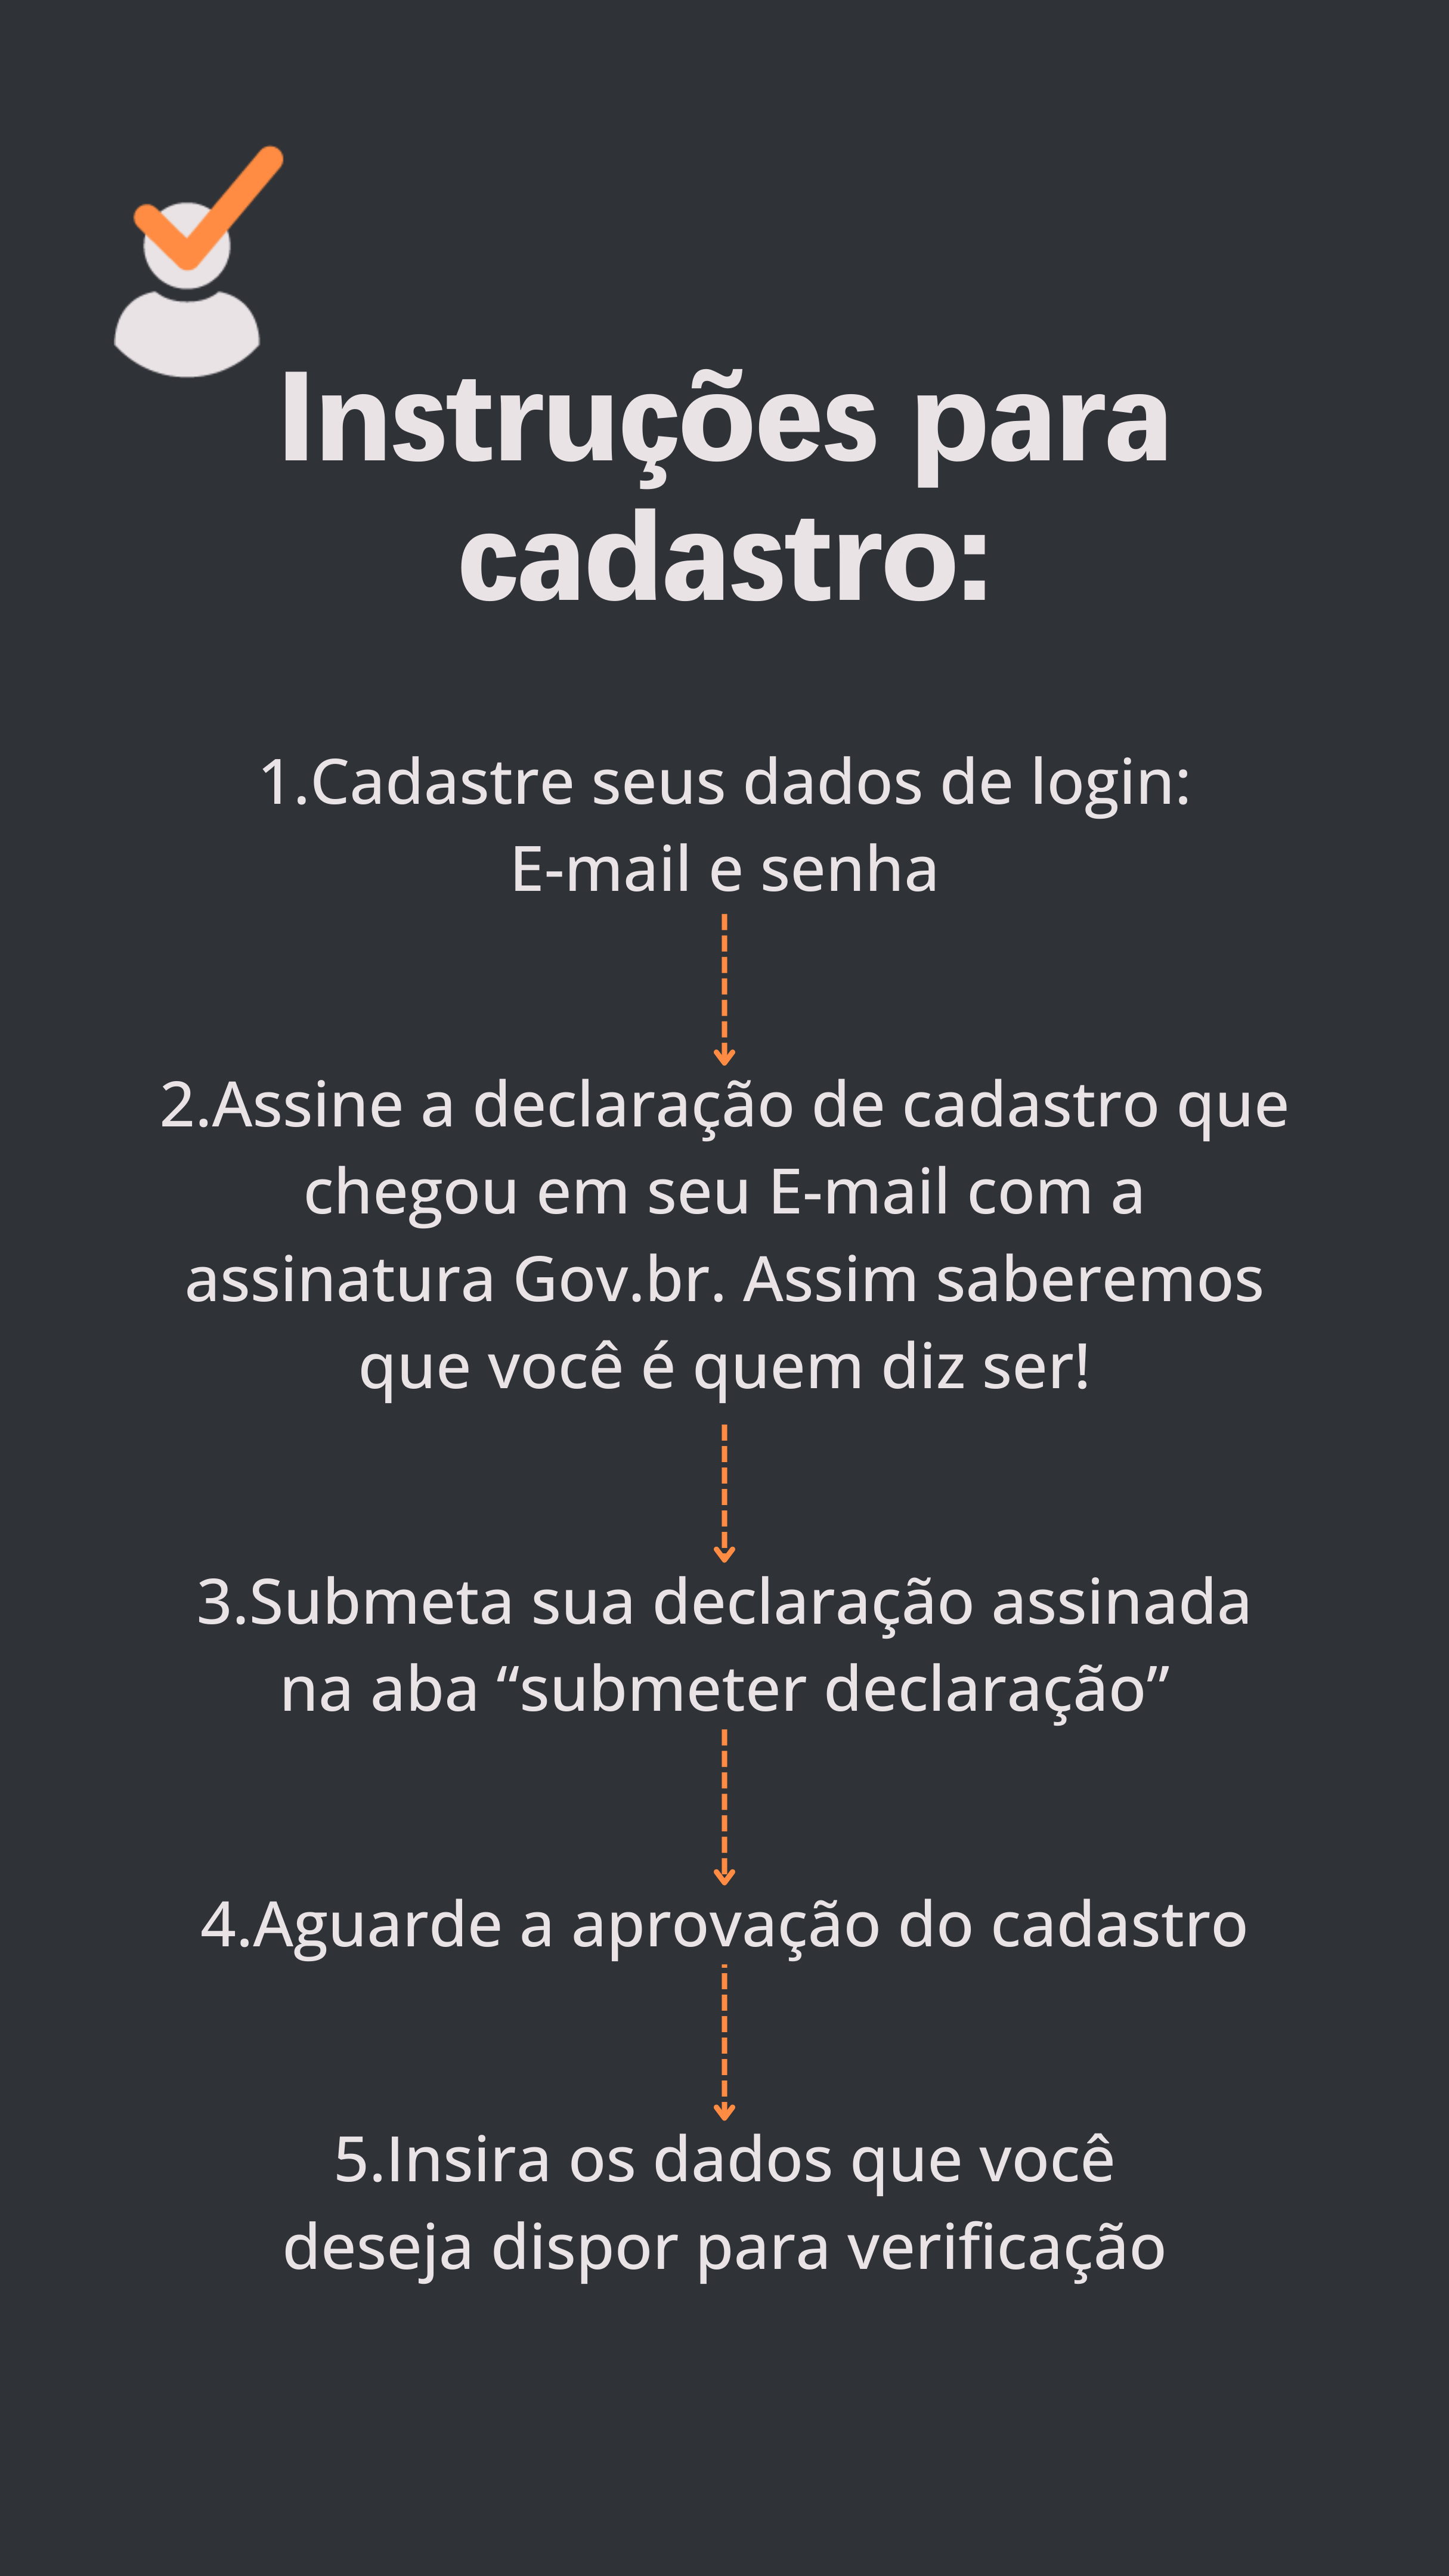 Instruções para
cadastro:
1.Cadastre seus dados de login:
E-mail e senha
2.Assine a declaração de cadastro que
chegou em seu E-mail com a
assinatura Gov.br. Assim saberemos
que você é quem diz ser!
3.Submeta sua declaração assinada
na aba “submeter declaração”
4.Aguarde a aprovação do cadastro
5.Insira os dados que você
deseja dispor para verificação